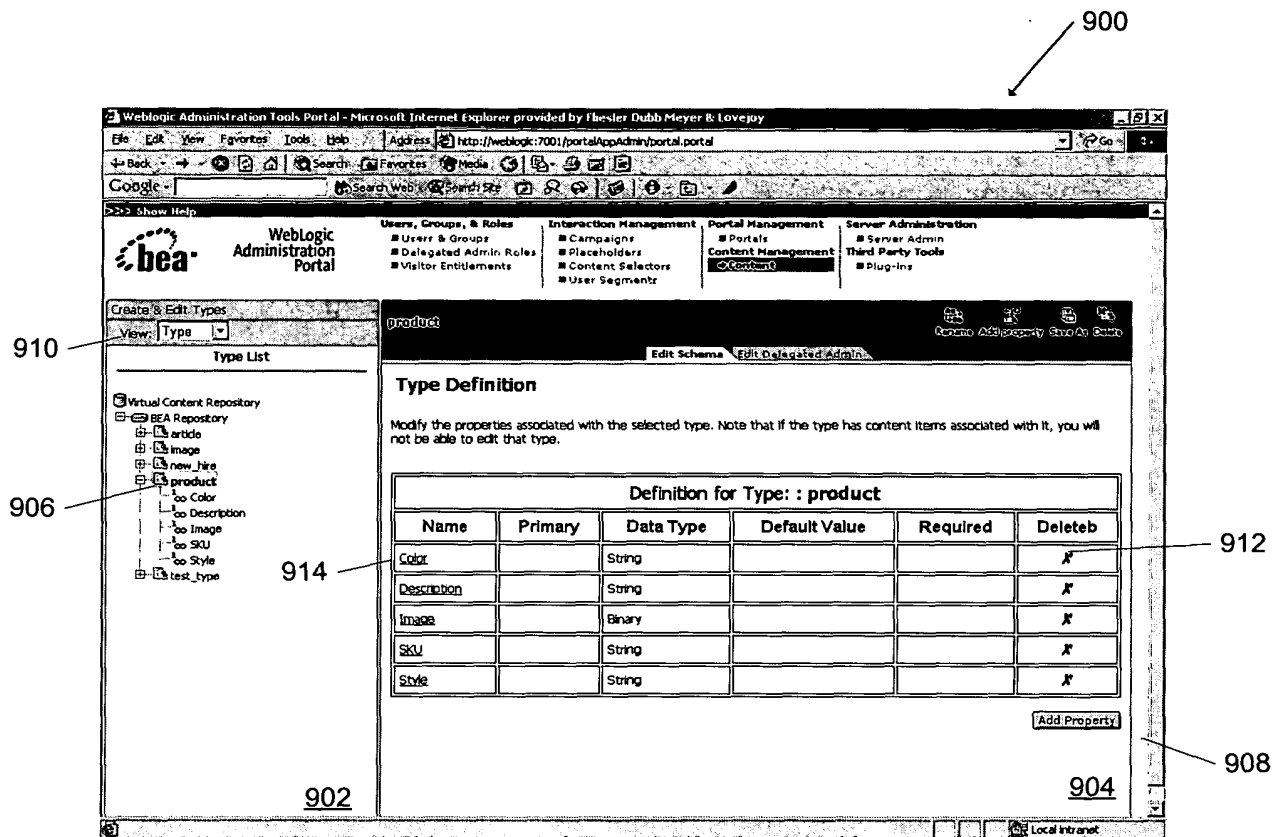 900
Weblogic Administration Tools Portal - Microsoft Internet Explorer provided by Fliesler Dubb Meyer & Lovejoy
File Edit View Favorites Tools Help Address http://weblogic:7001/portalAppAdmin/portal.portal Go
Back Search Favorites Media
Google Search Web Search Site
>>> Show Help
bea WebLogic Administration Portal
Users, Groups, & Roles
Users & Groups
Delegated Admin Roles
Visitor Entitlements
Interaction Management
Campaigns
Placeholders
Content Selectors
User Segments
Portal Management
Portals
Content Management
Content
Server Administration
Server Admin
Third Party Tools
Plug-ins
Create & Edit Types
910
View: Type
Type List
Virtual Content Repository
BEA Repository
article
image
new_hire
906
product
Color
Description
Image
SKU
Style
test_type
902
product
Rename Add property Save As Delete
Edit Schema Edit Delegated Admin
Type Definition
Modify the properties associated with the selected type. Note that if the type has content items associated with it, you will
not be able to edit that type.
Definition for Type: : product
Name Primary Data Type Default Value Required Deleteb
914 Color String X 912
Description String X
Image Binary X
SKU String X
Style String X
Add Property
908
904
Local intranet